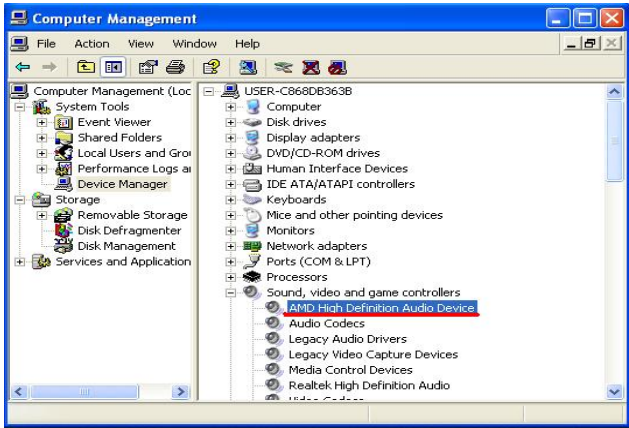 Computer Management
File Action View Window Help
Computer Management (Loc
System Tools
Event Viewer
Shared Folders
Local Users and Grou
Performance Logs ar
Device Manager
Storage
Removable Storage
Disk Defragmenter
Disk Management
Services and Application
USER-C868DB363B
Computer
Disk drives
Display adapters
DVD/CD-ROM drives
Human Interface Devices
IDE ATA/ATAPI controllers
Keyboards
Mice and other pointing devices
Monitors
Network adapters
Ports (COM & LPT)
Processors
Sound, video and game controllers
AMD High Definition Audio Device
Audio Codecs
Legacy Audio Drivers
Legacy Video Capture Devices
Media Control Devices
Realtek High Definition Audio